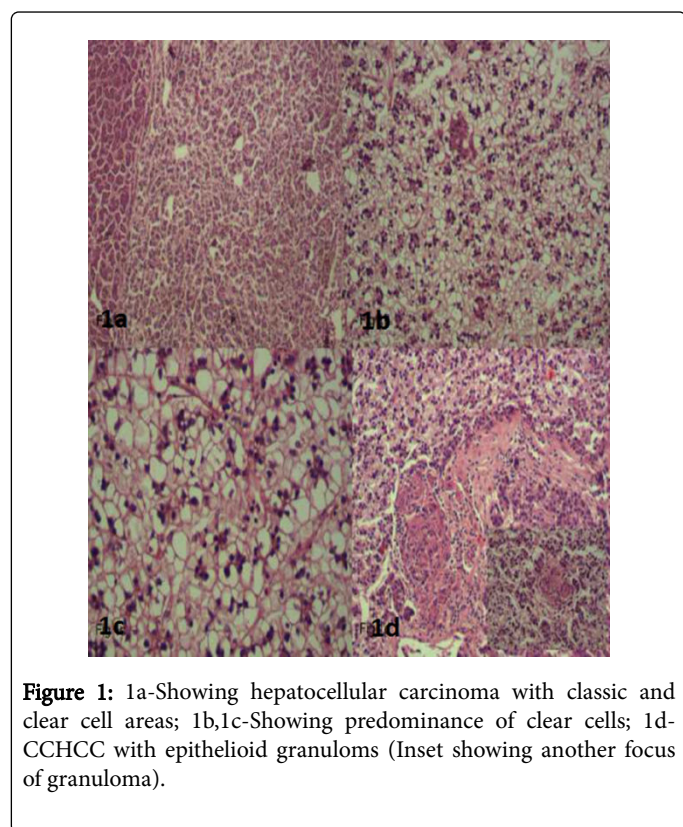 1a
1b
1c
1d
Figure 1: 1a-Showing hepatocellular carcinoma with classic and
clear cell areas; 1b,1c-Showing predominance of clear cells; 1d-
CCHCC with epithelioid granuloms (Inset showing another focus
of granuloma).